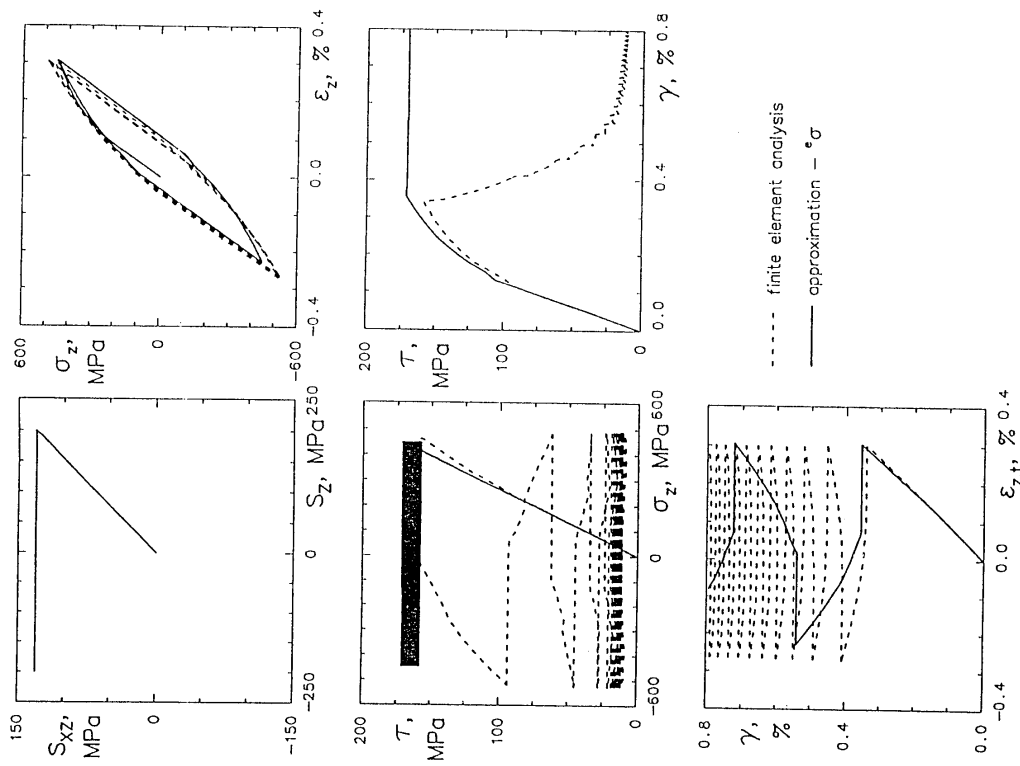 150
S_XZ,
MPa
0
-150
-250
0
S_Z, MPa
250
600
σ_z,
MPa
0
-600
-0.4
0.0
ε_z, %
0.4
200
τ,
MPa
100
0
-600
0
σ_z, MPa
600
200
τ,
MPa
100
0
0.0
0.4
γ, %
0.8
0.8
γ,
%
0.4
0.0
-0.4
0.0
ε_z,t, %
0.4
finite element analysis
approximation – ᵉσ